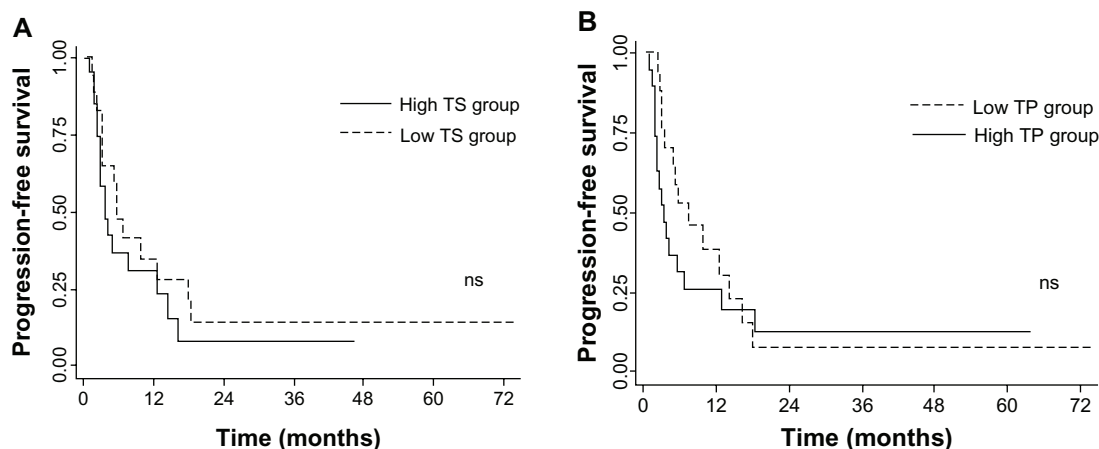 A
Progression-free survival
1.00
0.75
0.50
0.25
0.00
High TS group
Low TS group
ns
0 12 24 36 48 60 72
Time (months)
B
Progression-free survival
1.00
0.75
0.50
0.25
0.00
Low TP group
High TP group
ns
0 12 24 36 48 60 72
Time (months)